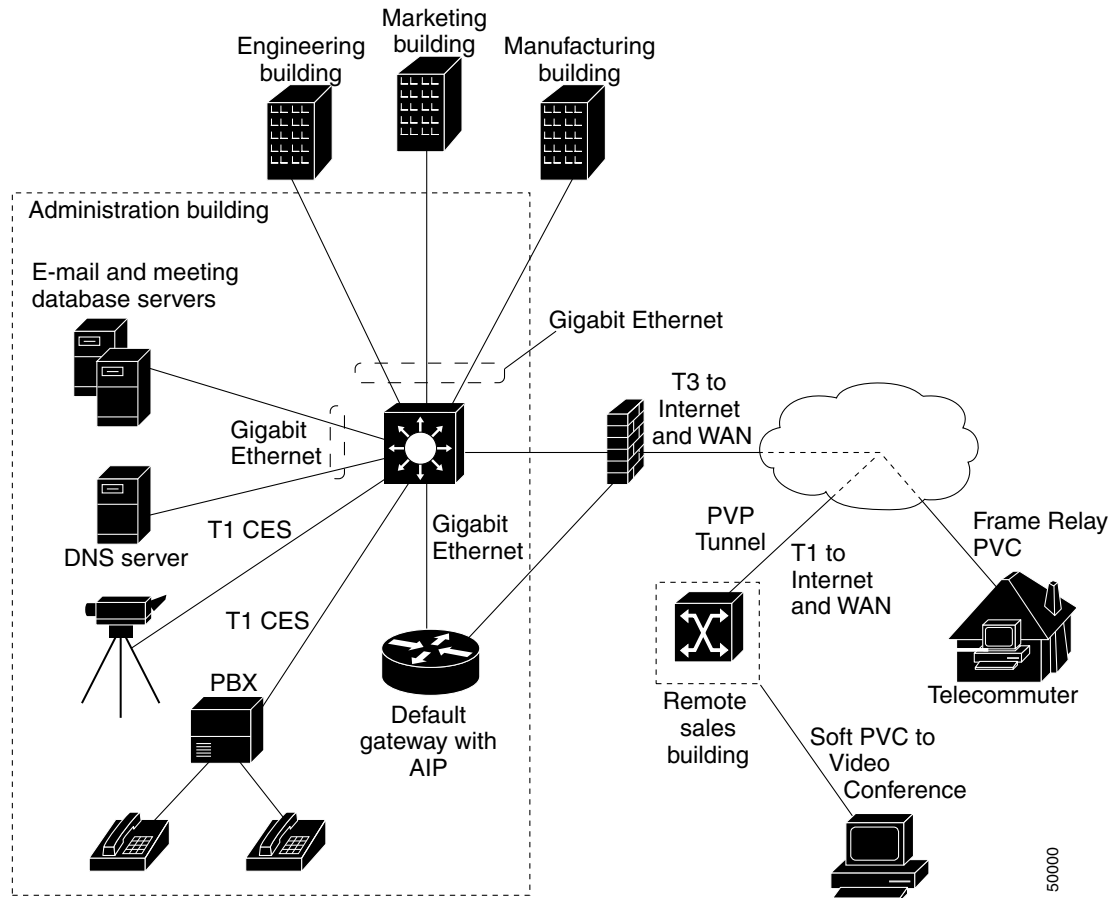 Marketing
building
Engineering
building
Manufacturing
building
Administration building
E-mail and meeting
database servers
Gigabit Ethernet
T3 to
Internet
and WAN
Gigabit
Ethernet
Gigabit
Ethernet
DNS server
T1 CES
T1 CES
PBX
Default
gateway with
AIP
PVP
Tunnel
T1 to
Internet
and WAN
Frame Relay
PVC
Telecommuter
Remote
sales
building
Soft PVC to
Video
Conference
50000